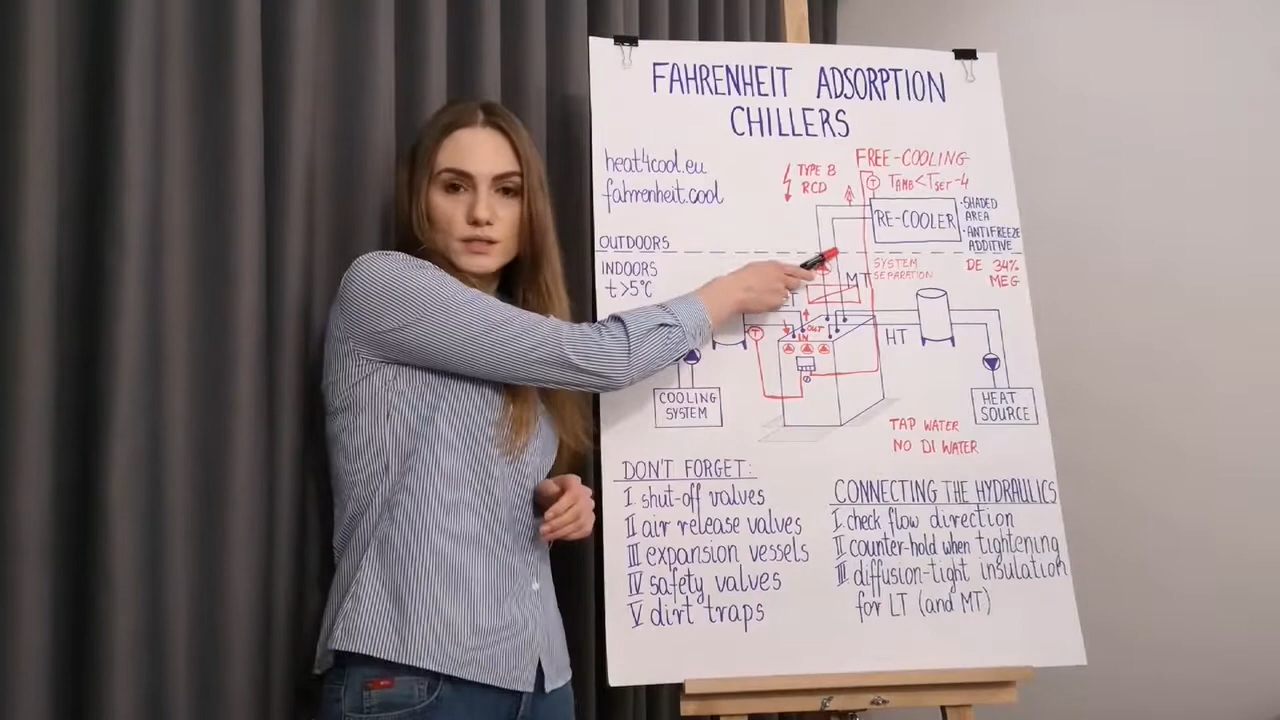 FAHRENHEIT ADSORPTION
CHILLERS
heat4cool.eu
fahrenheit.cool
TYPE B
RCD
FREE-COOLING
T
TAMB<TSET-4
RE-COOLER
•SHADED
AREA
•ANTIFREEZE
ADDITIVE
OUTDOORS
INDOORS
t>5°C
SYSTEM
SEPARATION
DE 34%
MEG
MT
T
OUT
IN
HT
COOLING
SYSTEM
HEAT
SOURCE
TAP WATER
NO DI WATER
DON'T FORGET:
I shut-off valves
II air release valves
III expansion vessels
IV safety valves
V dirt traps
CONNECTING THE HYDRAULICS
I check flow direction
II counter-hold when tightening
III diffusion-tight insulation
for LT (and MT)